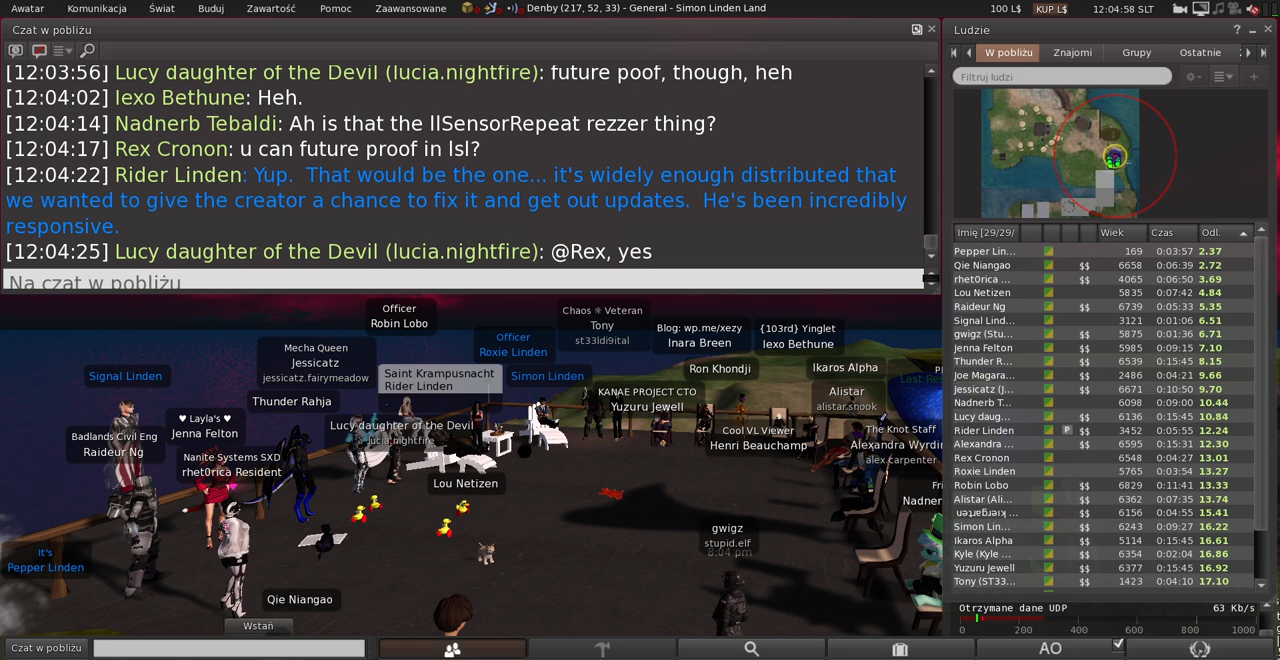 Awatar Komunikacja Świat Buduj Zawartość Pomoc Zaawansowane Denby (217, 52, 33) - General - Simon Linden Land 100 L$ KUP L$ 12:04:58 SLT
Czat w pobliżu
[12:03:56] Lucy daughter of the Devil (lucia.nightfire): future poof, though, heh
[12:04:02] Iexo Bethune: Heh.
[12:04:14] Nadnerb Tebaldi: Ah is that the llSensorRepeat rezzer thing?
[12:04:17] Rex Cronon: u can future proof in lsl?
[12:04:22] Rider Linden: Yup.  That would be the one... it's widely enough distributed that
we wanted to give the creator a chance to fix it and get out updates.  He's been incredibly
responsive.
[12:04:25] Lucy daughter of the Devil (lucia.nightfire): @Rex, yes
Na czat w pobliżu
Officer
Robin Lobo
Chaos ☼ Veteran
Tony
st33ldi9ital
Blog: wp.me/xezy
Inara Breen
{103rd} Yinglet
Iexo Bethune
Officer
Roxie Linden
Mecha Queen
Jessicatz
jessicatz.fairymeadow
Signal Linden
Saint Krampusnacht
Rider Linden
Simon Linden
Ron Khondji
Ikaros Alpha
Last Res
Thunder Rahja
KANAE PROJECT CTO
Yuzuru Jewell
Alistar
alistar.snook
♥ Layla's ♥
Jenna Felton
Lucy daughter of the Devil
lucia.nightfire
Badlands Civil Eng
Raideur Ng
Cool VL Viewer
Henri Beauchamp
The Knot Staff
Alexandra Wyrdin
alex.carpenter
Nanite Systems SXD
rhet0rica Resident
Lou Netizen
Fri
Nadner
gwigz
stupid.elf
8:04 pm
It's
Pepper Linden
Qie Niangao
Wstań
Czat w pobliżu
AO
Ludzie
W pobliżu Znajomi Grupy Ostatnie
Filtruj ludzi
Imię [29/29/ Wiek Czas Odl.
Pepper Lin... 169 0:03:57 2.37
Qie Niangao $$ 6658 0:06:39 2.72
rhet0rica ... $$ 4065 0:06:50 3.69
Lou Netizen 5835 0:07:42 4.84
Raideur Ng $$ 6739 0:05:33 5.35
Signal Lind... 3121 0:01:06 6.51
gwigz (Stu... $$ 5875 0:01:36 6.71
Jenna Felton $$ 5985 0:09:15 7.10
Thunder R... $$ 6539 0:15:45 8.15
Joe Magara... $$ 2486 0:04:21 9.66
Jessicatz (J... $$ 6671 0:10:50 9.70
Nadnerb T... 6098 0:09:00 10.44
Lucy daug... $$ 6136 0:15:45 10.84
Rider Linden P $$ 3452 0:05:55 12.24
Alexandra ... $$ 6595 0:15:31 12.30
Rex Cronon 6548 0:04:27 13.01
Roxie Linden 5765 0:03:54 13.27
Robin Lobo $$ 6829 0:11:41 13.33
Alistar (Ali... $$ 6362 0:07:35 13.74
$$ 6156 0:04:55 15.41
Simon Lin... $$ 6243 0:09:27 16.22
Ikaros Alpha $$ 5114 0:15:45 16.61
Kyle (Kyle ... $$ 6354 0:02:04 16.86
Yuzuru Jewell $$ 6377 0:15:45 16.92
Tony (ST33... $$ 1423 0:04:10 17.10
Otrzymane dane UDP 63 Kb/s
0 200 400 600 800 1000